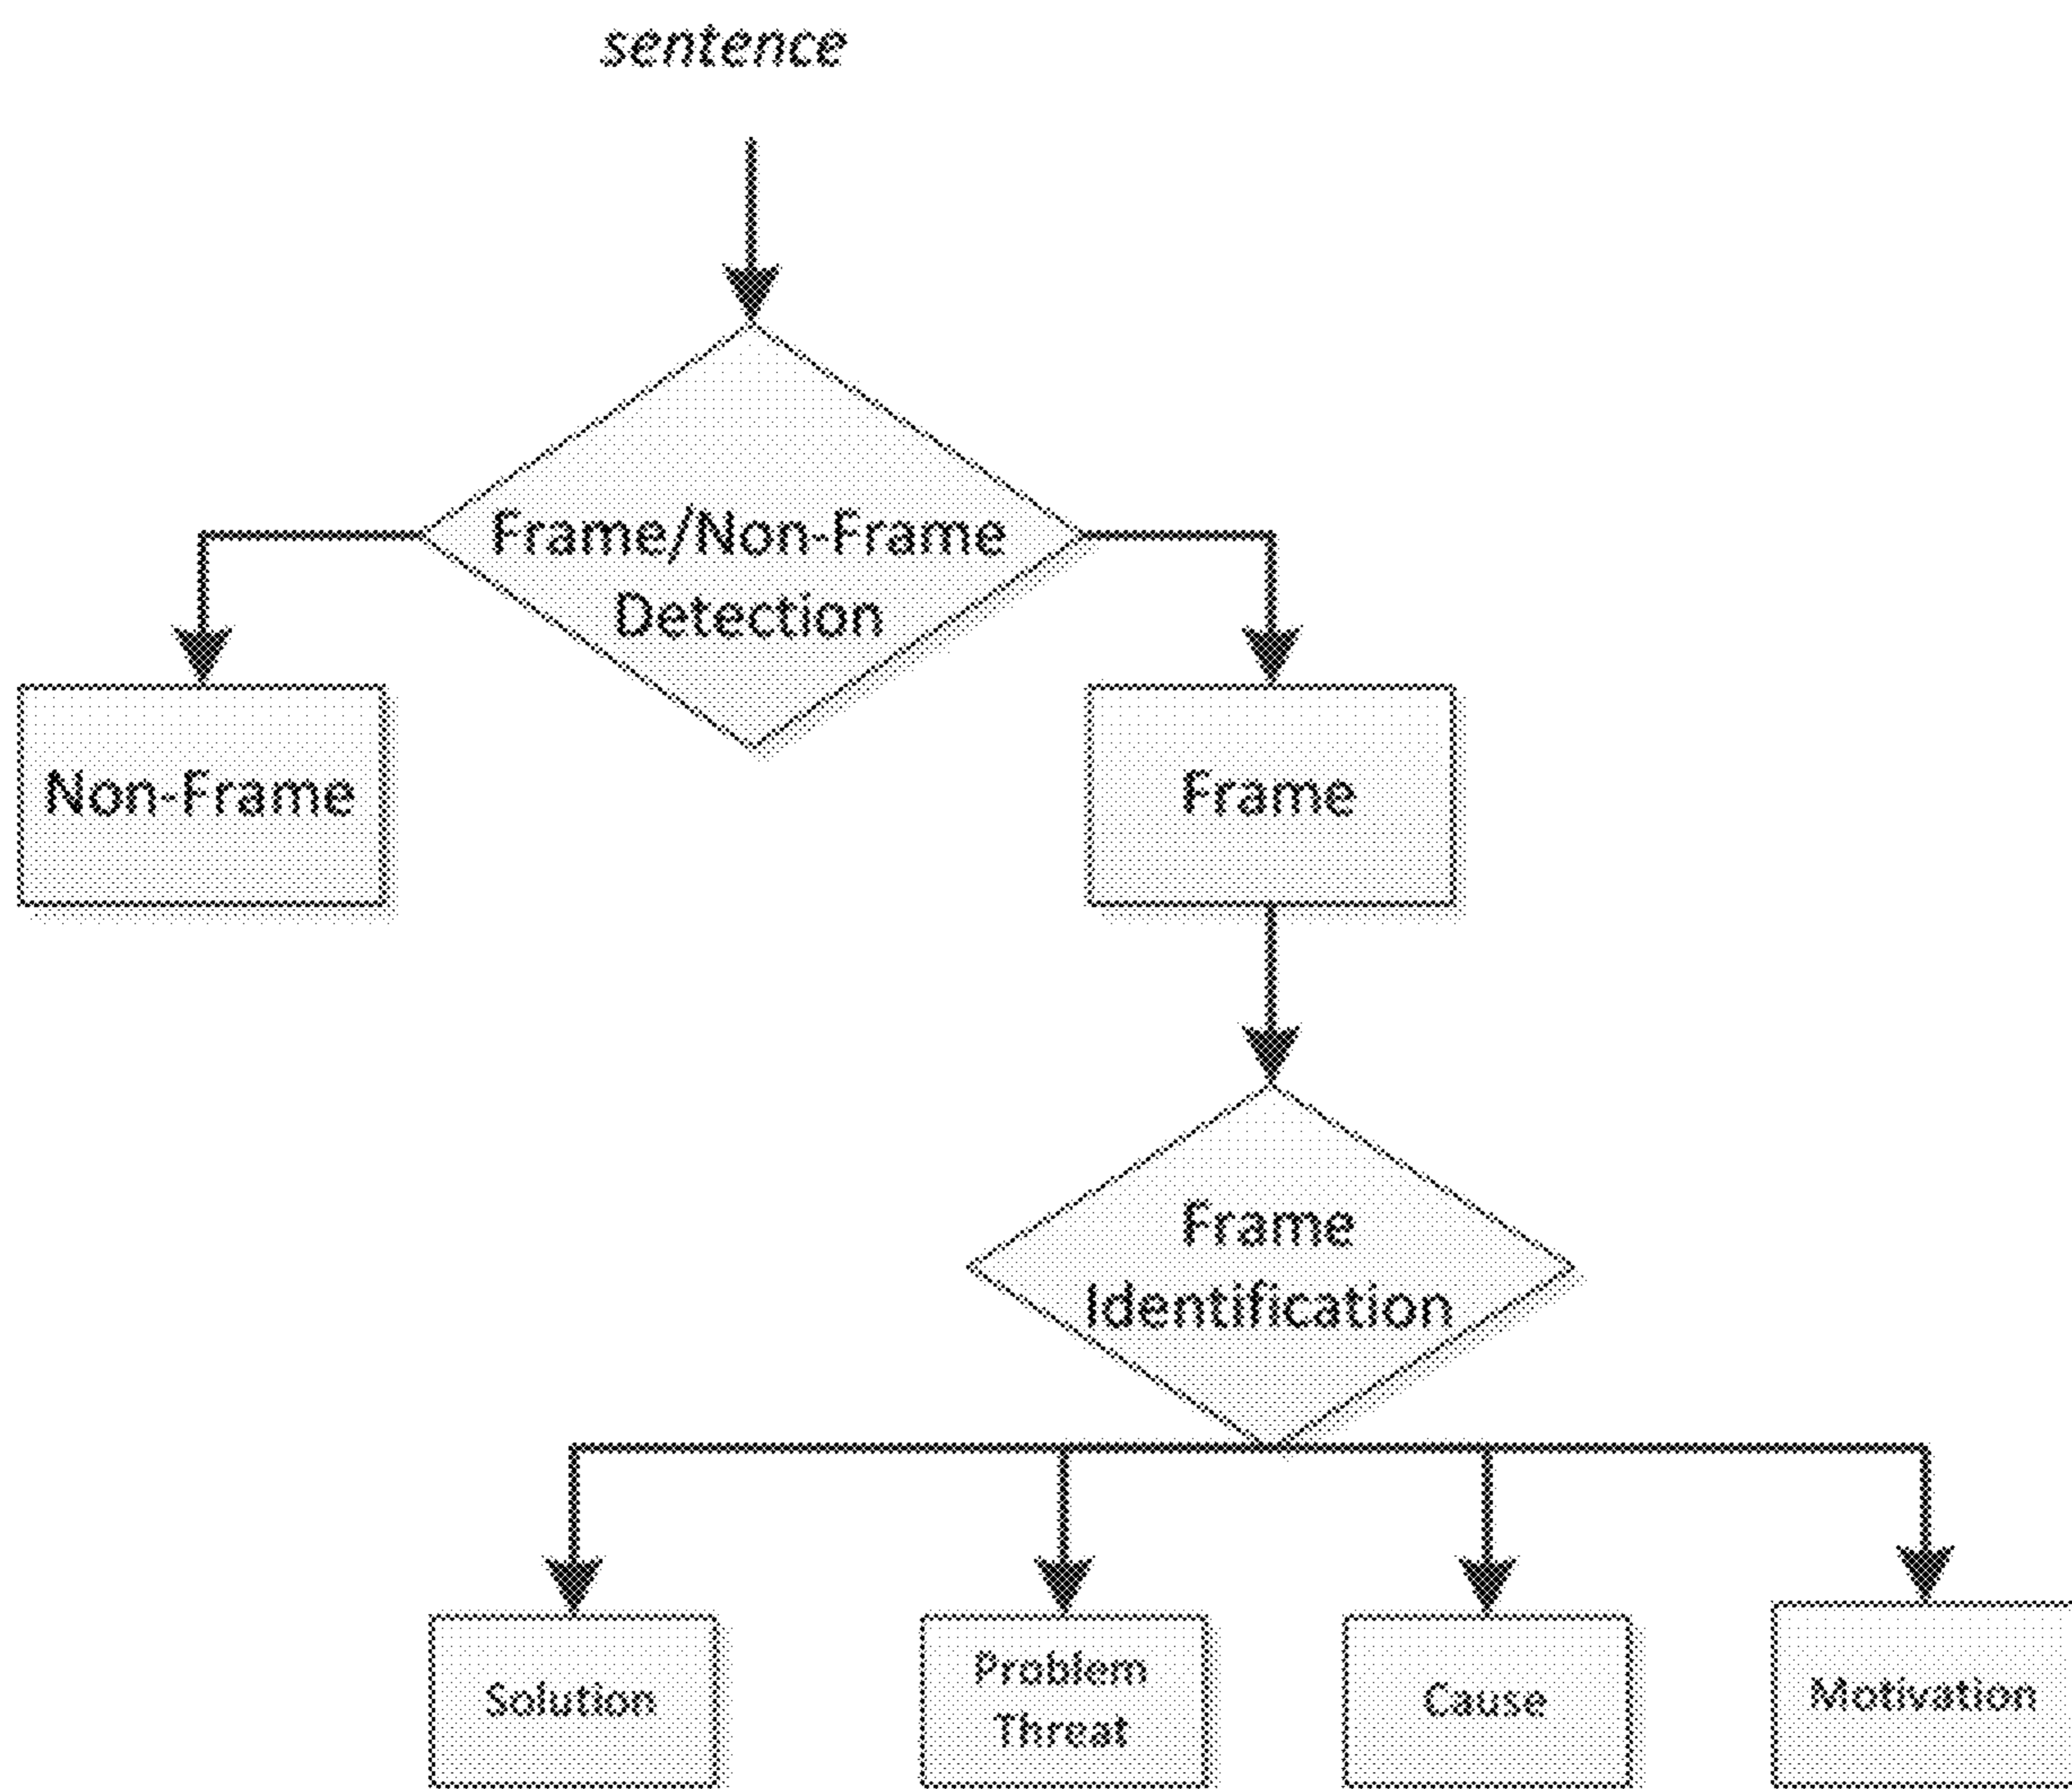 sentence
Frame/Non-Frame
Detection
Non-Frame
Frame
Frame
Identification
Solution
Problem
Threat
Cause
Motivation